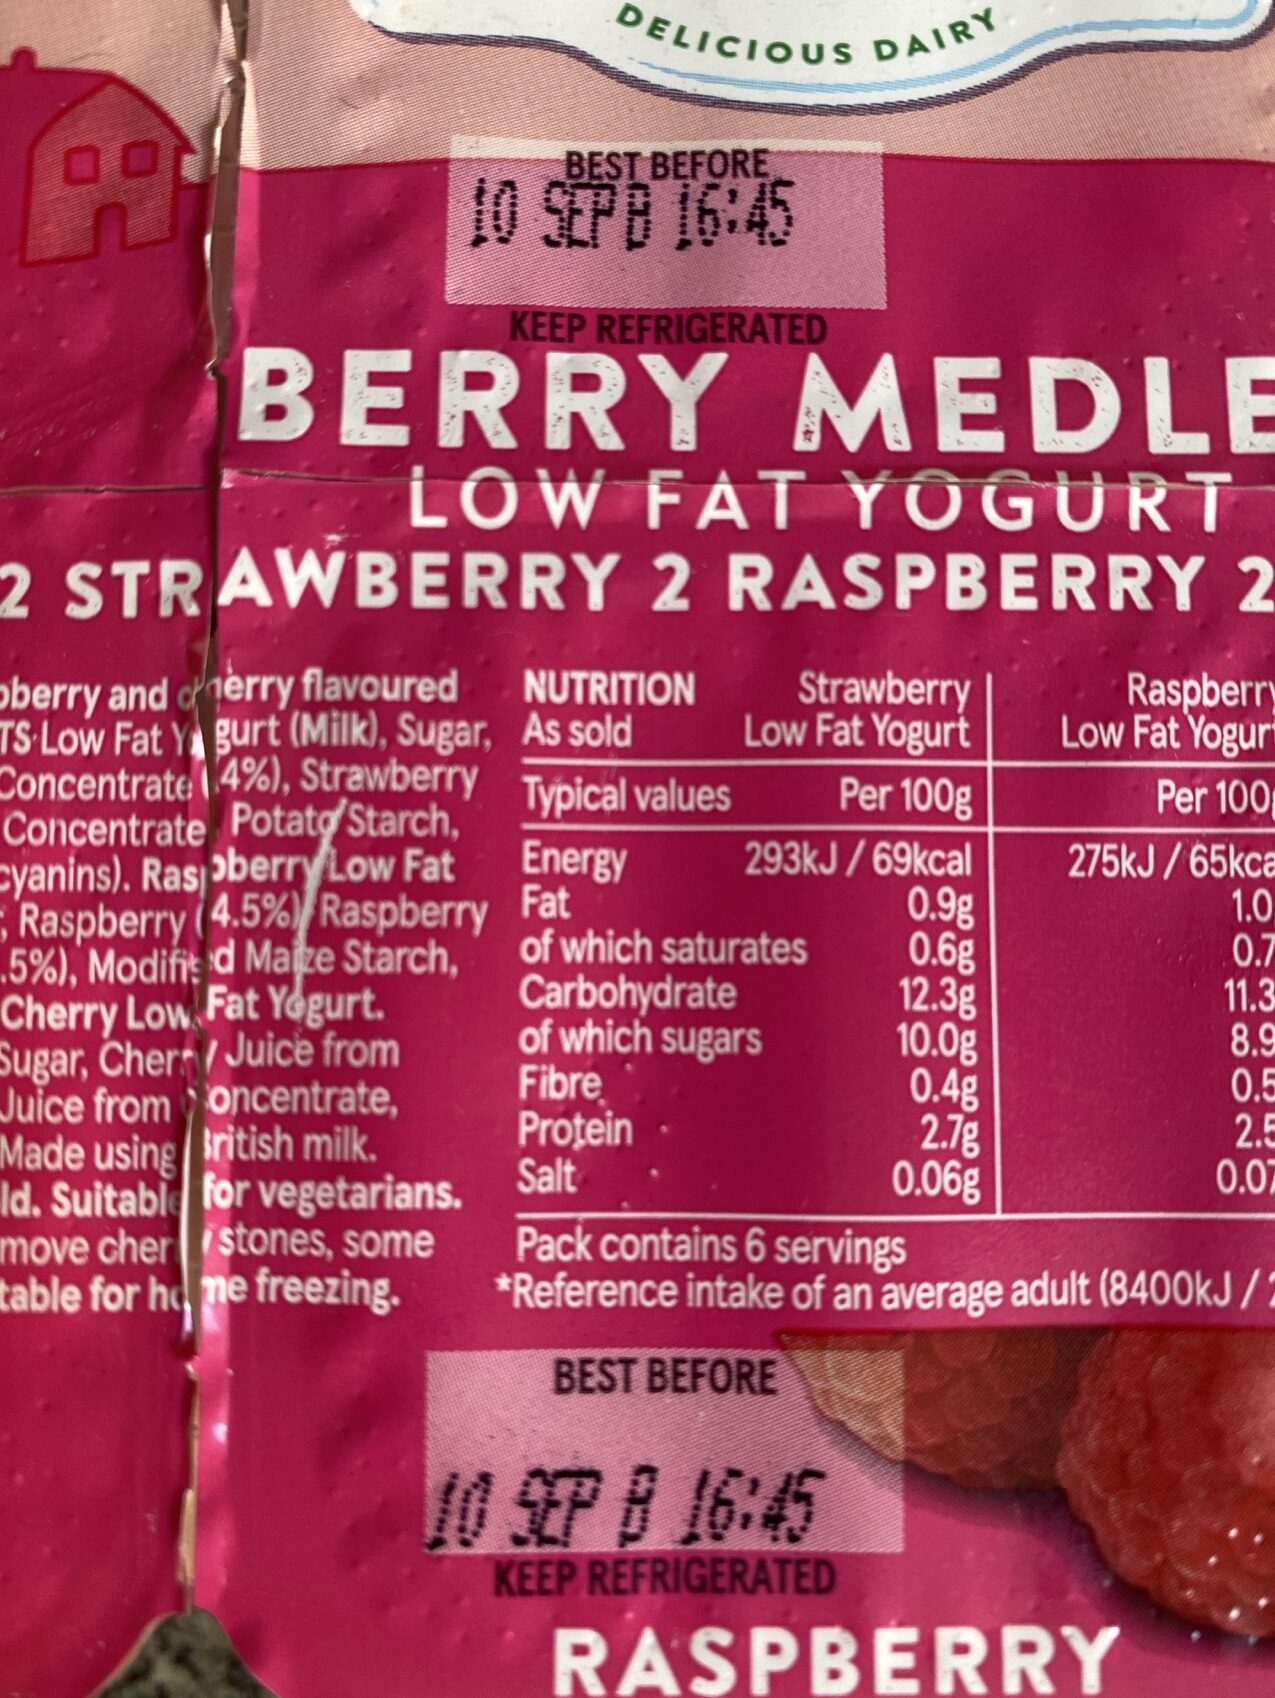 DELICIOUS DAIRY
BEST BEFORE
10 SEP B 16:45
KEEP REFRIGERATED
BERRY MEDLE
LOW FAT YOGURT
2 STRAWBERRY 2 RASPBERRY 2
berry and cherry flavoured
TS Low Fat Yogurt (Milk), Sugar,
Concentrate (4%), Strawberry
Concentrate, Potato Starch,
cyanins). Raspberry Low Fat
; Raspberry (4.5%), Raspberry
.5%), Modified Maize Starch,
Cherry Low Fat Yogurt.
Sugar, Cherry Juice from
Juice from Concentrate,
Made using British milk.
ld. Suitable for vegetarians.
move cherry stones, some
table for home freezing.
NUTRITION Strawberry Raspberry
As sold Low Fat Yogurt Low Fat Yogurt
Typical values Per 100g Per 100g
Energy 293kJ / 69kcal 275kJ / 65kca
Fat 0.9g 1.0
of which saturates 0.6g 0.7
Carbohydrate 12.3g 11.3
of which sugars 10.0g 8.9
Fibre 0.4g 0.5
Protein 2.7g 2.5
Salt 0.06g 0.07
Pack contains 6 servings
*Reference intake of an average adult (8400kJ / 2
BEST BEFORE
10 SEP B 16:45
KEEP REFRIGERATED
RASPBERRY